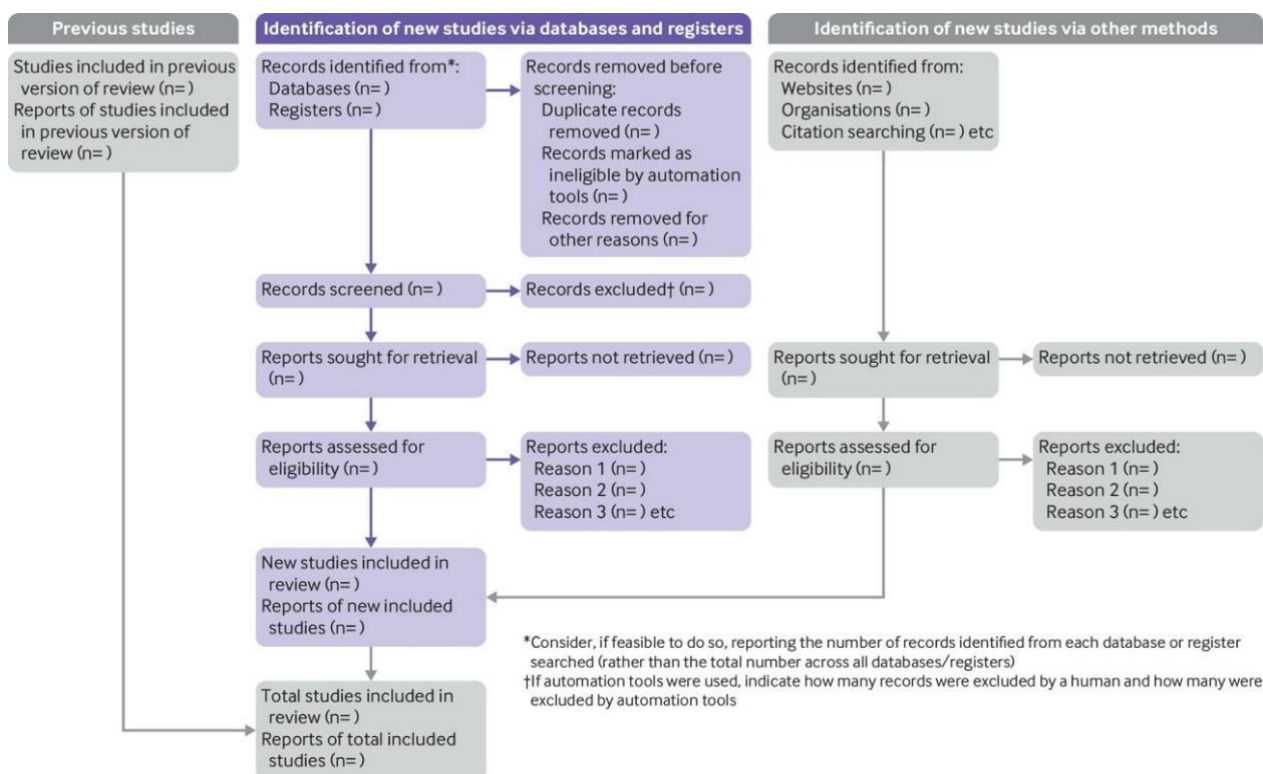 Previous studies
Studies included in previous
version of review (n= )
Reports of studies included
in previous version of
review (n= )
Identification of new studies via databases and registers
Records identified from*:
Databases (n= )
Registers (n= )
Records removed before
screening:
Duplicate records
removed (n= )
Records marked as
ineligible by automation
tools (n= )
Records removed for
other reasons (n= )
Records screened (n= )
Records excluded† (n= )
Reports sought for retrieval
(n= )
Reports not retrieved (n= )
Reports assessed for
eligibility (n= )
Reports excluded:
Reason 1 (n= )
Reason 2 (n= )
Reason 3 (n= ) etc
New studies included in
review (n= )
Reports of new included
studies (n= )
Identification of new studies via other methods
Records identified from:
Websites (n= )
Organisations (n= )
Citation searching (n= ) etc
Reports sought for retrieval
(n= )
Reports not retrieved (n= )
Reports assessed for
eligibility (n= )
Reports excluded:
Reason 1 (n= )
Reason 2 (n= )
Reason 3 (n= ) etc
Total studies included in
review (n= )
Reports of total included
studies (n= )
*Consider, if feasible to do so, reporting the number of records identified from each database or register
searched (rather than the total number across all databases/registers)
†If automation tools were used, indicate how many records were excluded by a human and how many were
excluded by automation tools